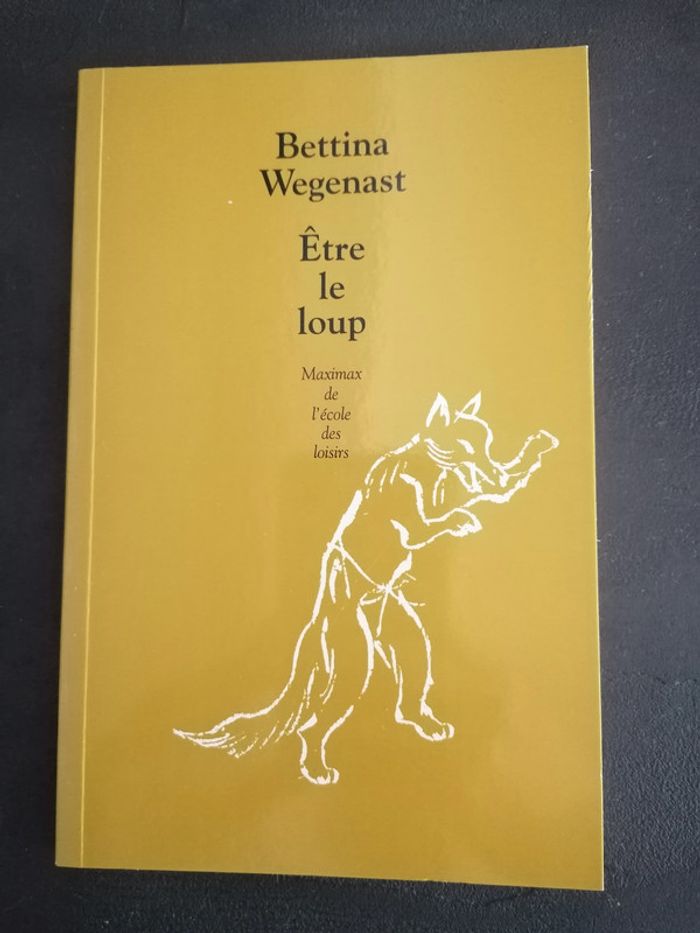 Bettina
Wegenast
Être
le
loup
Maximax
de
l'école
des
loisirs